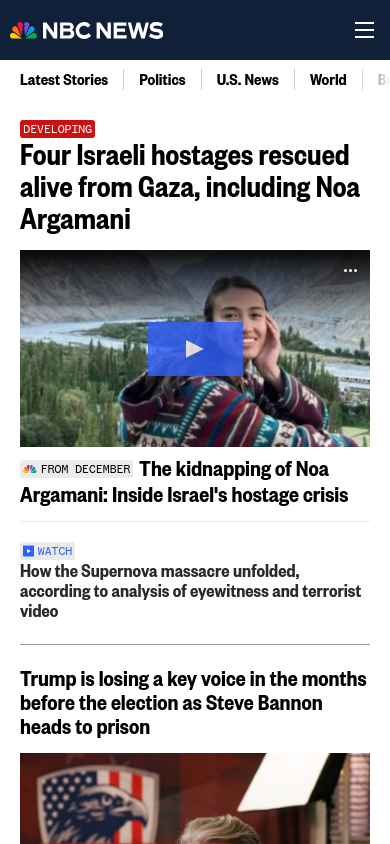 NBC NEWS
Latest Stories
Politics
U.S. News
World
DEVELOPING
Four Israeli hostages rescued
alive from Gaza, including Noa
Argamani
FROM DECEMBER The kidnapping of Noa
Argamani: Inside Israel's hostage crisis
WATCH
How the Supernova massacre unfolded,
according to analysis of eyewitness and terrorist
video
Trump is losing a key voice in the months
before the election as Steve Bannon
heads to prison